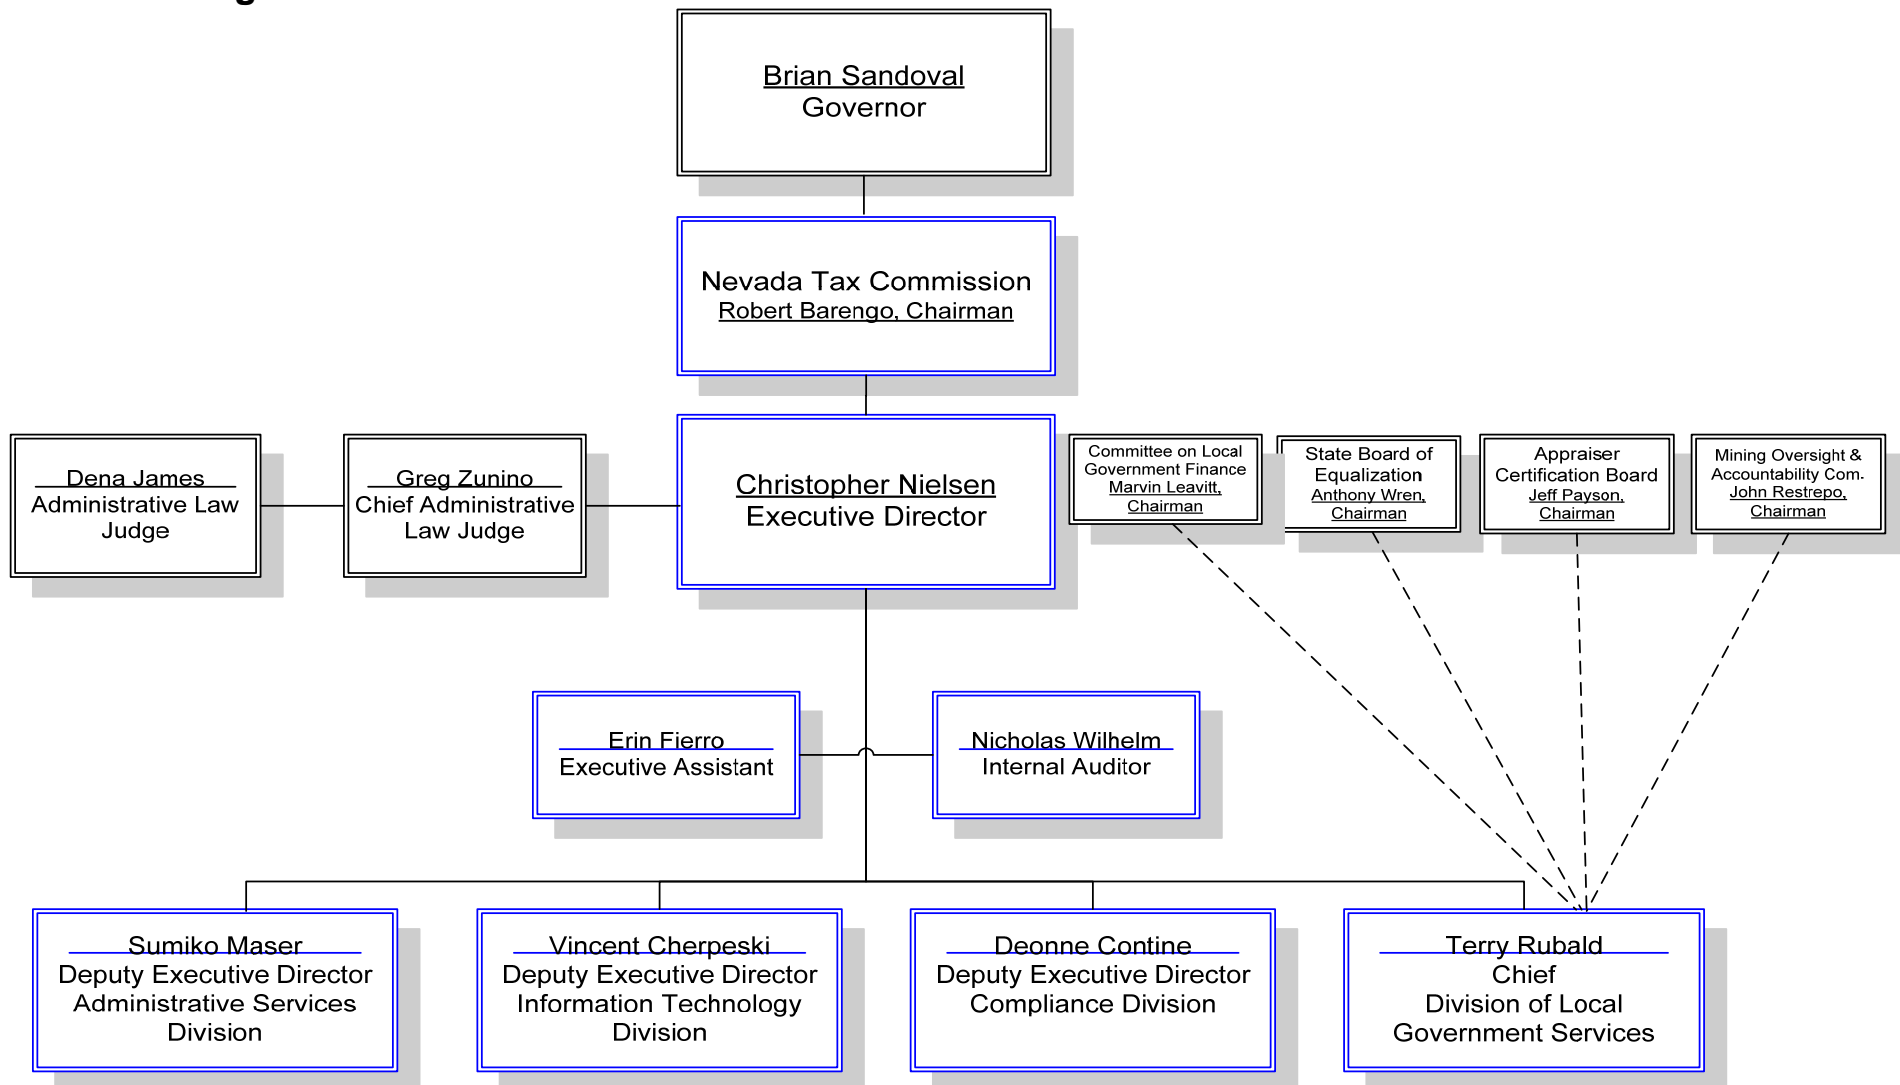 Brian Sandoval
Governor
Nevada Tax Commission
Robert Barengo, Chairman
Dena James
Administrative Law
Judge
Greg Zunino
Chief Administrative
Law Judge
Christopher Nielsen
Executive Director
Committee on Local
Government Finance
Marvin Leavitt,
Chairman
State Board of
Equalization
Anthony Wren,
Chairman
Appraiser
Certification Board
Jeff Payson,
Chairman
Mining Oversight &
Accountability Com.
John Restrepo,
Chairman
Erin Fierro
Executive Assistant
Nicholas Wilhelm
Internal Auditor
Sumiko Maser
Deputy Executive Director
Administrative Services
Division
Vincent Cherpeski
Deputy Executive Director
Information Technology
Division
Deonne Contine
Deputy Executive Director
Compliance Division
Terry Rubald
Chief
Division of Local
Government Services